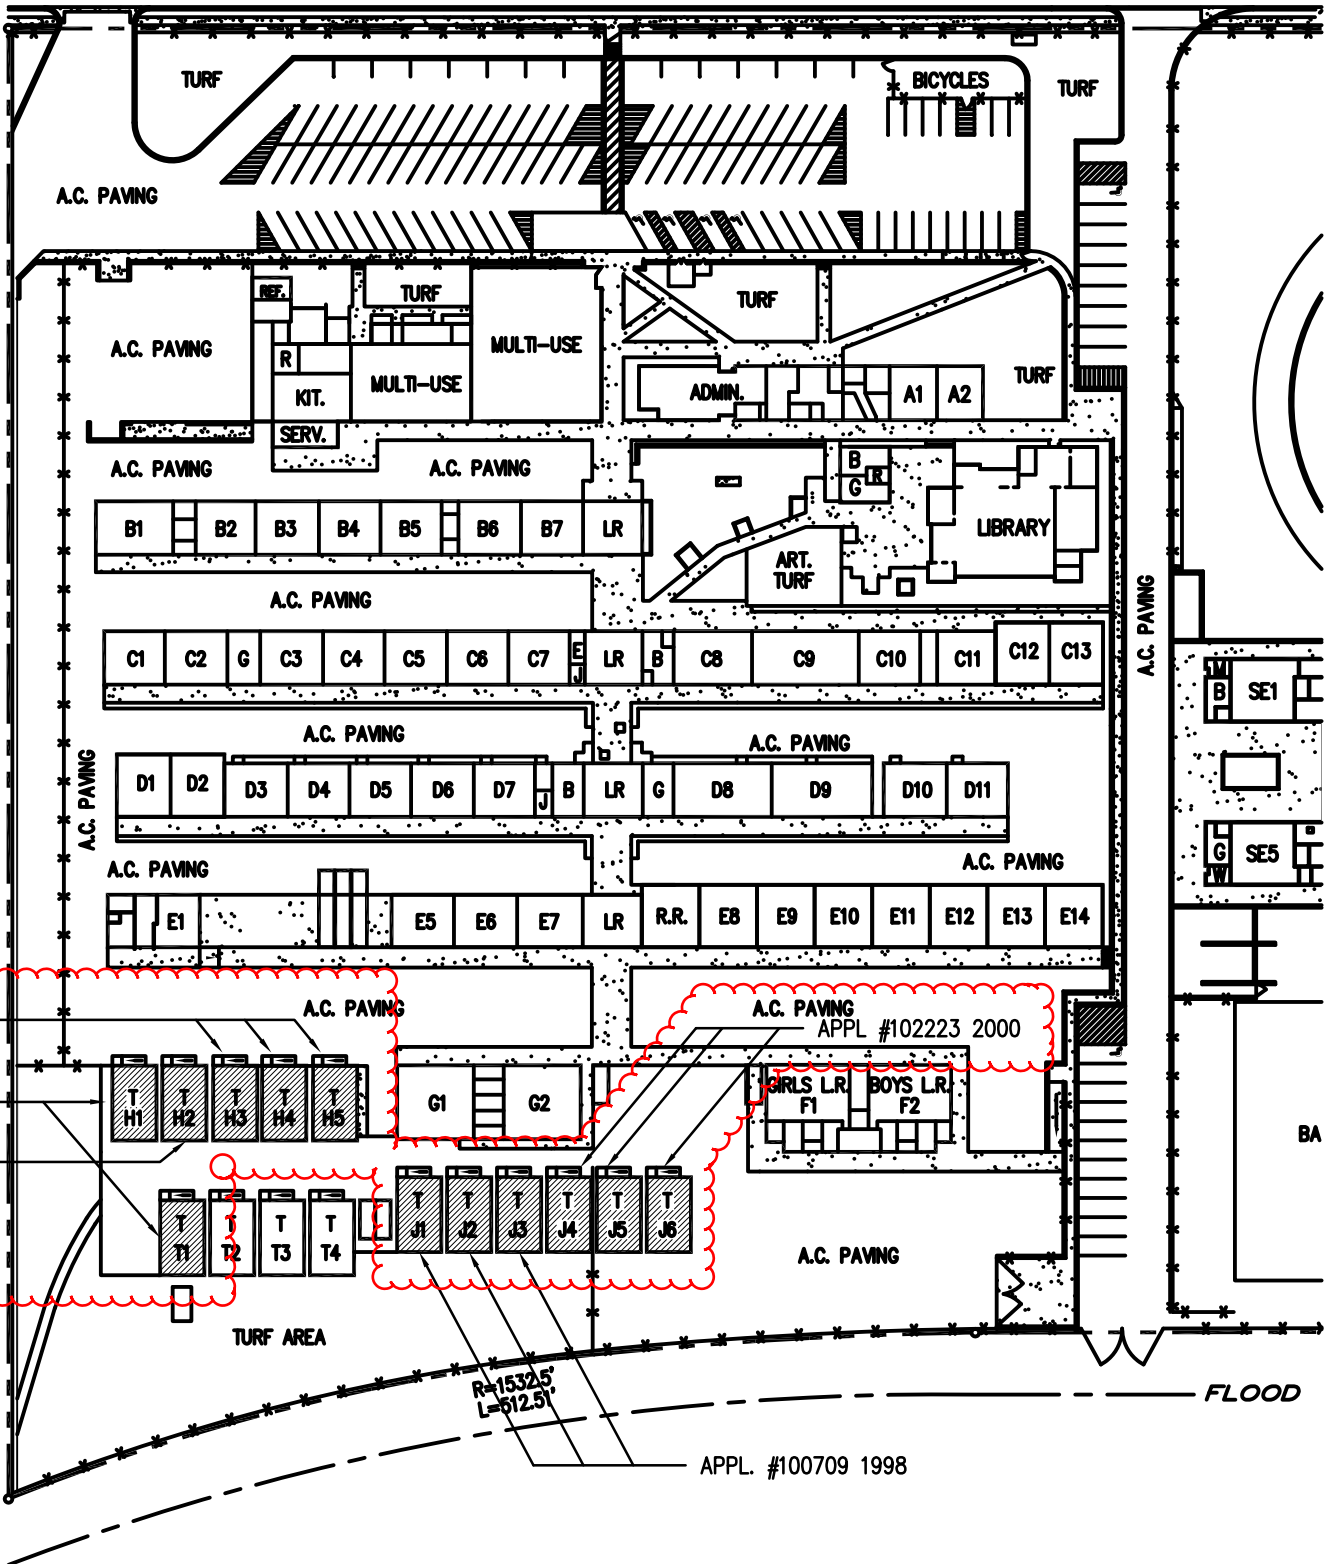 TURF
BICYCLES
TURF
A.C. PAVING
REF.
TURF
TURF
A.C. PAVING
MULTI-USE
R
MULTI-USE
KIT.
ADMIN.
A1
A2
TURF
SERV.
A.C. PAVING
A.C. PAVING
B
R
G
B1
B2
B3
B4
B5
B6
B7
LR
LIBRARY
ART.
TURF
A.C. PAVING
A.C. PAVING
C1
C2
G
C3
C4
C5
C6
C7
E
J
LR
B
C8
C9
C10
C11
C12
C13
M
B
SE1
A.C. PAVING
A.C. PAVING
A.C. PAVING
D1
D2
D3
D4
D5
D6
D7
J
B
LR
G
D8
D9
D10
D11
G
W
SE5
A.C. PAVING
A.C. PAVING
E1
E5
E6
E7
LR
R.R.
E8
E9
E10
E11
E12
E13
E14
A.C. PAVING
A.C. PAVING
APPL #102223 2000
T
H1
T
H2
T
H3
T
H4
T
H5
G1
G2
GIRLS L.R.
F1
BOYS L.R.
F2
BA
T
T1
T
T2
T
T3
T
T4
T
J1
T
J2
T
J3
T
J4
T
J5
T
J6
A.C. PAVING
TURF AREA
R=1532.5'
L=512.51'
FLOOD
APPL. #100709 1998